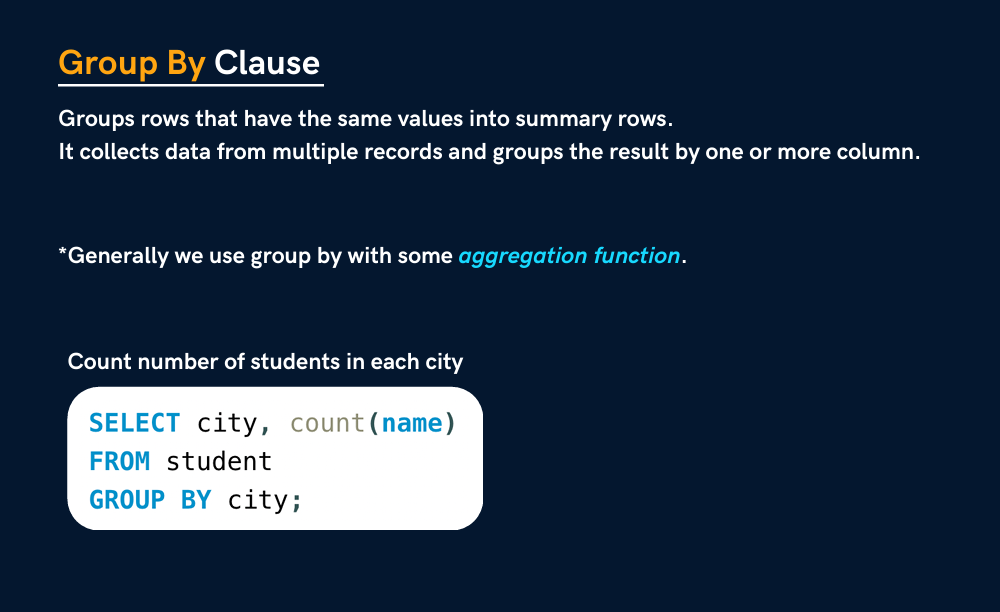 Group By Clause
Groups rows that have the same values into summary rows.
It collects data from multiple records and groups the result by one or more column.
*Generally we use group by with some aggregation function.
Count number of students in each city
SELECT city, count(name)
FROM student
GROUP BY city;